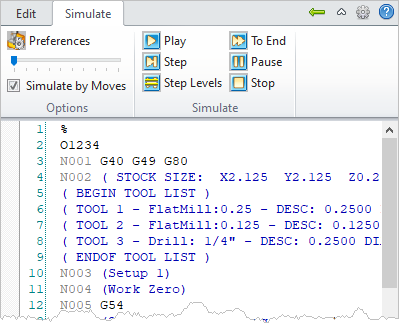 Edit Simulate
Preferences Play To End
Step Pause
Simulate by Moves Step Levels Stop
Options Simulate
1 %
2 O1234
3 N001 G40 G49 G80
4 N002 ( STOCK SIZE: X2.125 Y2.125 Z0.2
5 ( BEGIN TOOL LIST )
6 ( TOOL 1 - FlatMill:0.25 - DESC: 0.2500
7 ( TOOL 2 - FlatMill:0.125 - DESC: 0.1250
8 ( TOOL 3 - Drill: 1/4" - DESC: 0.2500 DIA
9 ( ENDOF TOOL LIST )
10 N003 (Setup 1)
11 N004 (Work Zero)
12 N005 G54